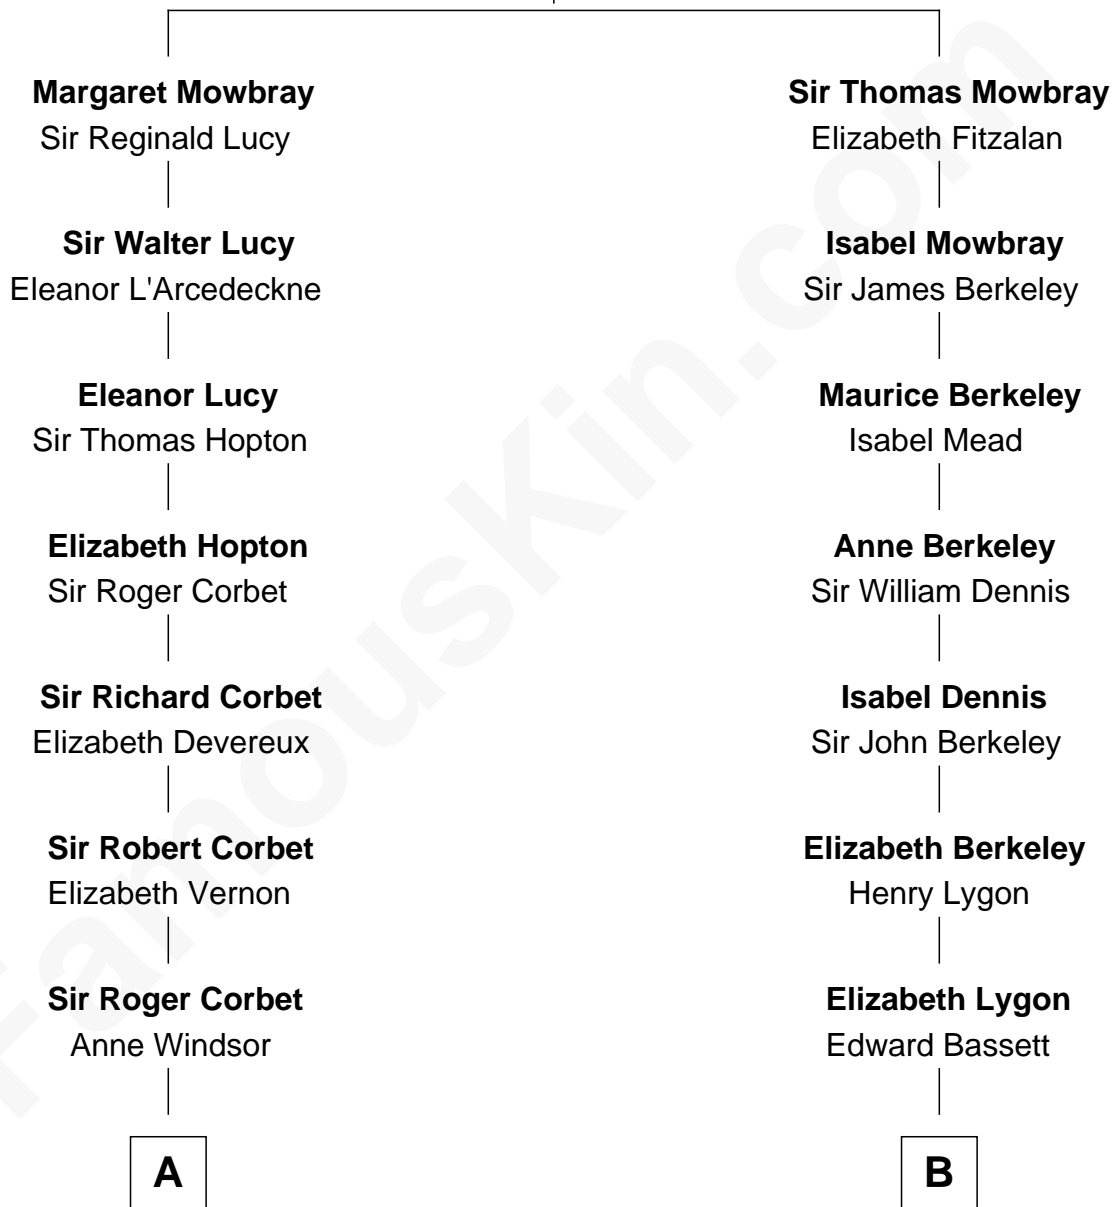 Margaret Mowbray
Sir Reginald Lucy
Sir Walter Lucy
Eleanor L'Arcedeckne
Eleanor Lucy
Sir Thomas Hopton
Elizabeth Hopton
Sir Roger Corbet
Sir Richard Corbet
Elizabeth Devereux
Sir Robert Corbet
Elizabeth Vernon
Sir Roger Corbet
Anne Windsor
A
Sir Thomas Mowbray
Elizabeth Fitzalan
Isabel Mowbray
Sir James Berkeley
Maurice Berkeley
Isabel Mead
Anne Berkeley
Sir William Dennis
Isabel Dennis
Sir John Berkeley
Elizabeth Berkeley
Henry Lygon
Elizabeth Lygon
Edward Bassett
B
FamousKin.com